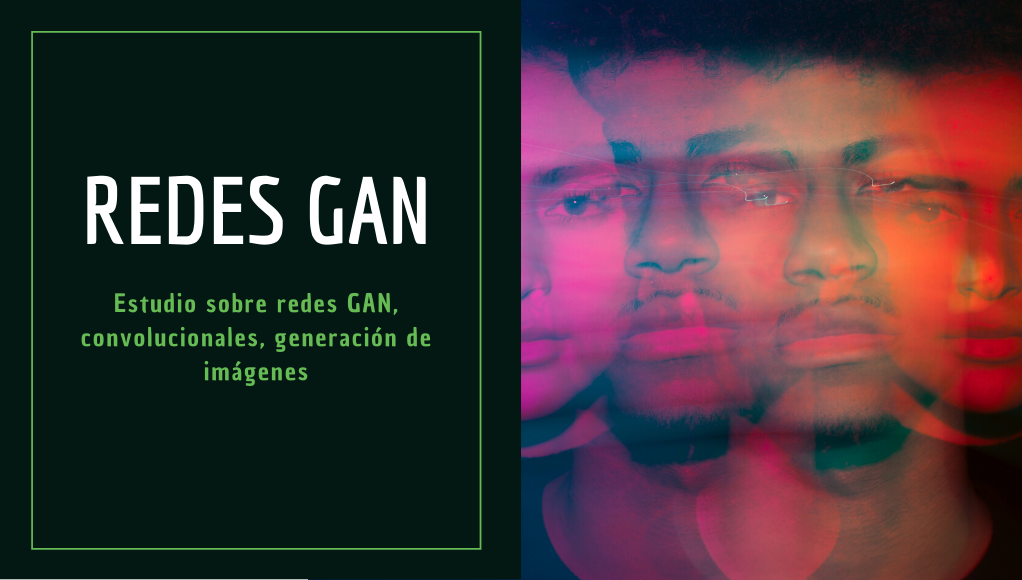 REDES GAN
Estudio sobre redes GAN,
convolucionales, generación de
imágenes